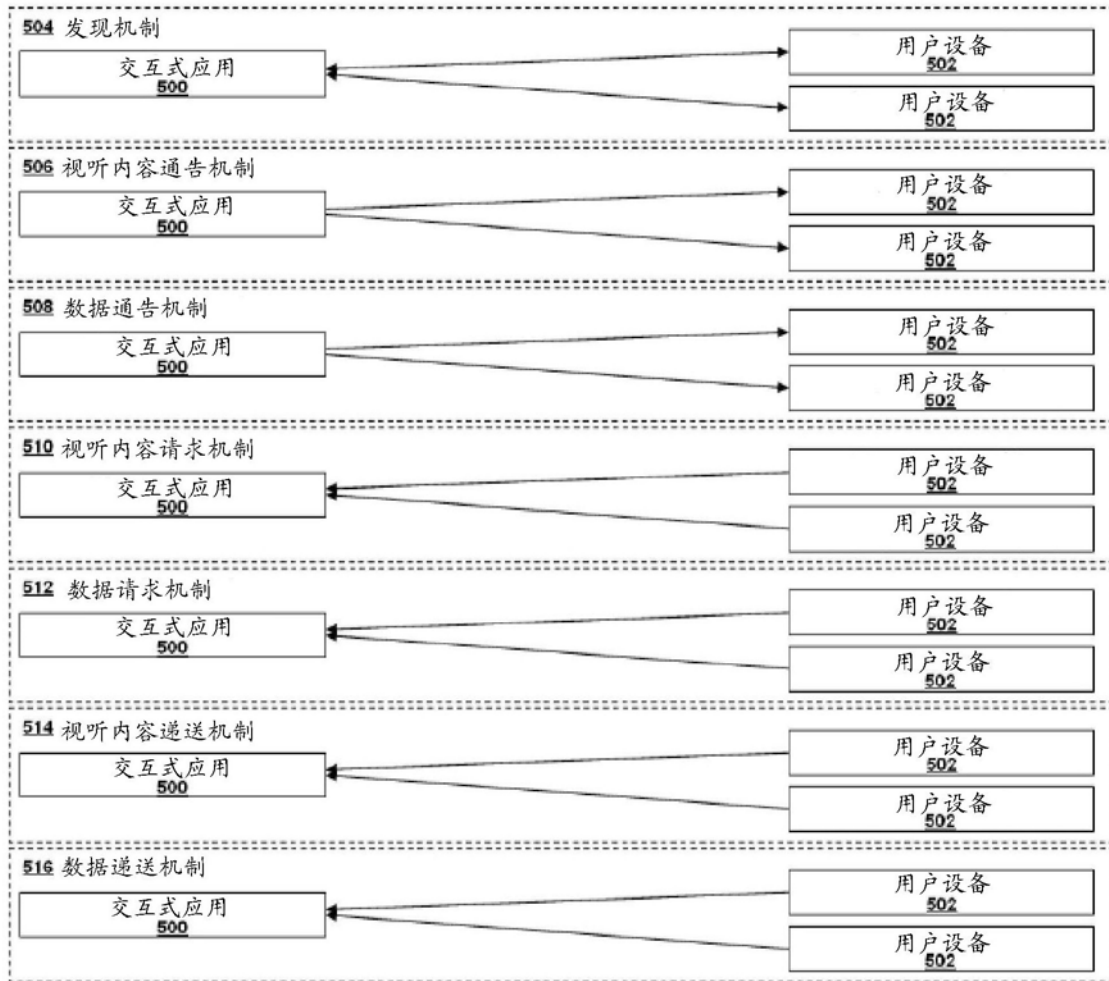 504 发现机制
交互式应用
500
用户设备
502
用户设备
502
506 视听内容通告机制
交互式应用
500
用户设备
502
用户设备
502
508 数据通告机制
交互式应用
500
用户设备
502
用户设备
502
510 视听内容请求机制
交互式应用
500
用户设备
502
用户设备
502
512 数据请求机制
交互式应用
500
用户设备
502
用户设备
502
514 视听内容递送机制
交互式应用
500
用户设备
502
用户设备
502
516 数据递送机制
交互式应用
500
用户设备
502
用户设备
502